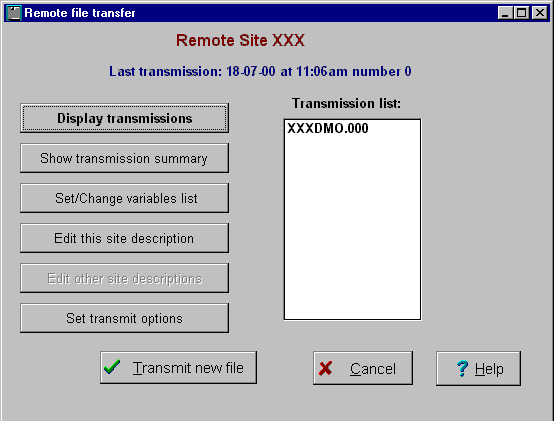 Remote file transfer
Remote Site XXX
Last transmission: 18-07-00 at 11:06am number 0
Transmission list:
Display transmissions
XXXDMO.000
Show transmission summary
Set/Change variables list
Edit this site description
Edit other site descriptions
Set transmit options
Transmit new file
Cancel
? Help